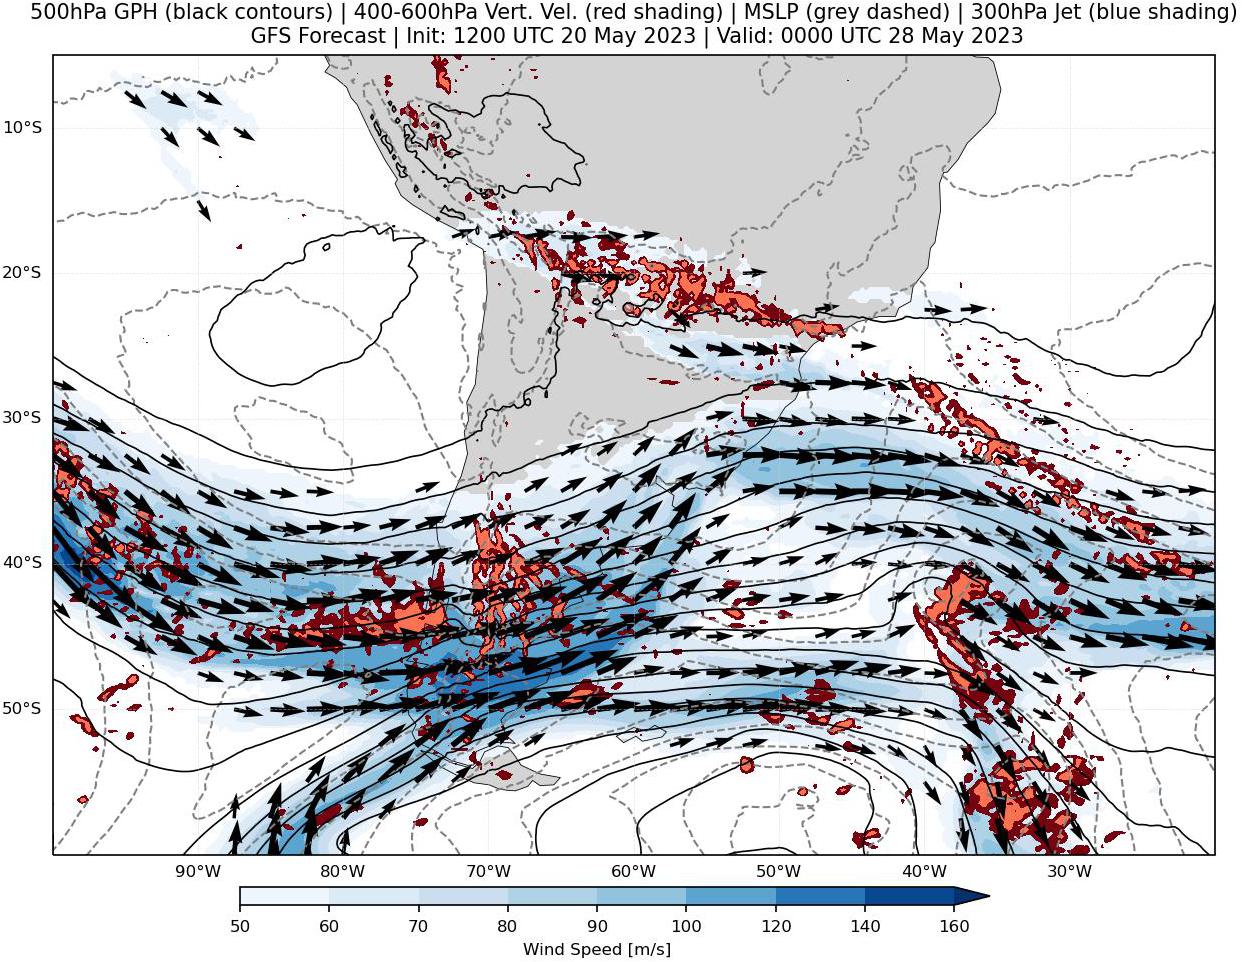 500hPa GPH (black contours) | 400-600hPa Vert. Vel. (red shading) | MSLP (grey dashed) | 300hPa Jet (blue shading)
GFS Forecast | Init: 1200 UTC 20 May 2023 | Valid: 0000 UTC 28 May 2023
10°S
20°S
30°S
40°S
50°S
90°W 80°W 70°W 60°W 50°W 40°W 30°W
50 60 70 80 90 100 120 140 160
Wind Speed [m/s]